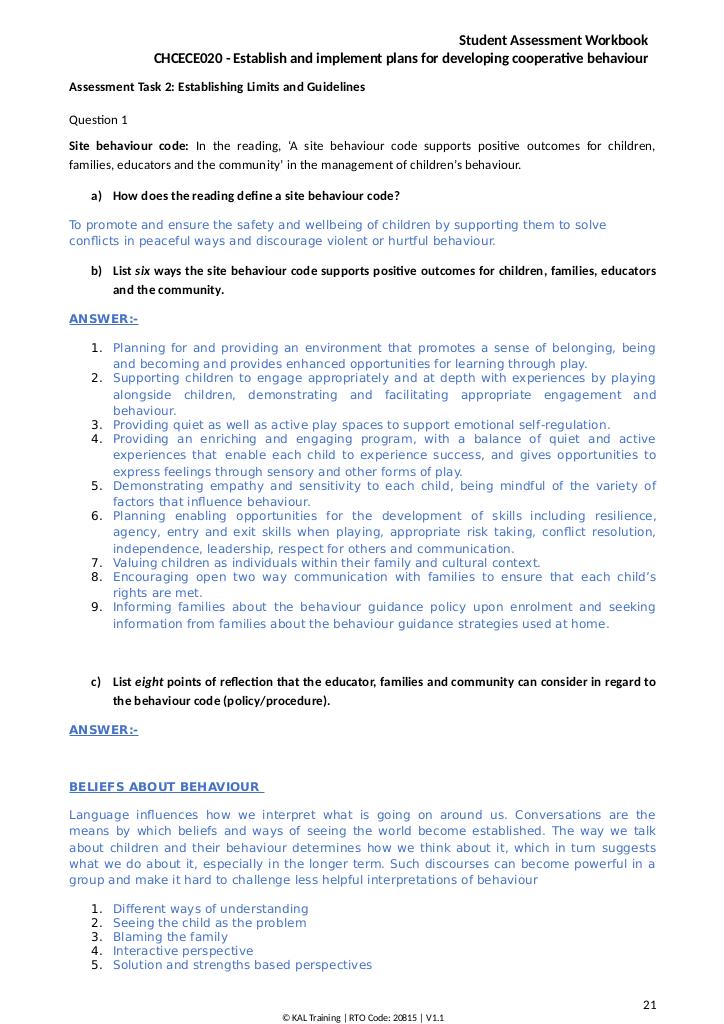 Student Assessment Workbook
CHCECE020 - Establish and implement plans for developing cooperative behaviour
Assessment Task 2: Establishing Limits and Guidelines
Question 1
Site behaviour code: In the reading, ‘A site behaviour code supports positive outcomes for children,
families, educators and the community’ in the management of children’s behaviour.
a) How does the reading define a site behaviour code?
To promote and ensure the safety and wellbeing of children by supporting them to solve
conflicts in peaceful ways and discourage violent or hurtful behaviour.
b) List six ways the site behaviour code supports positive outcomes for children, families, educators
and the community.
ANSWER:-
1. Planning for and providing an environment that promotes a sense of belonging, being
and becoming and provides enhanced opportunities for learning through play.
2. Supporting children to engage appropriately and at depth with experiences by playing
alongside children, demonstrating and facilitating appropriate engagement and
behaviour.
3. Providing quiet as well as active play spaces to support emotional self-regulation.
4. Providing an enriching and engaging program, with a balance of quiet and active
experiences that enable each child to experience success, and gives opportunities to
express feelings through sensory and other forms of play.
5. Demonstrating empathy and sensitivity to each child, being mindful of the variety of
factors that influence behaviour.
6. Planning enabling opportunities for the development of skills including resilience,
agency, entry and exit skills when playing, appropriate risk taking, conflict resolution,
independence, leadership, respect for others and communication.
7. Valuing children as individuals within their family and cultural context.
8. Encouraging open two way communication with families to ensure that each child’s
rights are met.
9. Informing families about the behaviour guidance policy upon enrolment and seeking
information from families about the behaviour guidance strategies used at home.
c) List eight points of reflection that the educator, families and community can consider in regard to
the behaviour code (policy/procedure).
ANSWER:-
BELIEFS ABOUT BEHAVIOUR
Language influences how we interpret what is going on around us. Conversations are the
means by which beliefs and ways of seeing the world become established. The way we talk
about children and their behaviour determines how we think about it, which in turn suggests
what we do about it, especially in the longer term. Such discourses can become powerful in a
group and make it hard to challenge less helpful interpretations of behaviour
1. Different ways of understanding
2. Seeing the child as the problem
3. Blaming the family
4. Interactive perspective
5. Solution and strengths based perspectives
21
© KAL Training | RTO Code: 20815 | V1.1